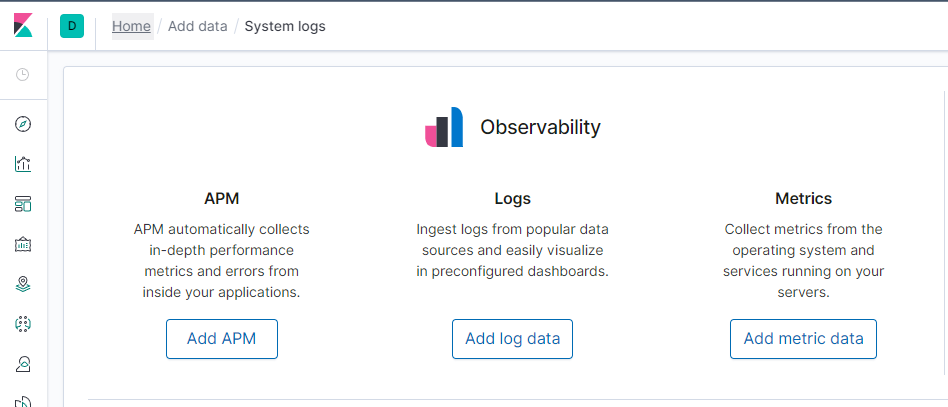 D
Home / Add data / System logs
Observability
APM
APM automatically collects
in-depth performance
metrics and errors from
inside your applications.
Add APM
Logs
Ingest logs from popular data
sources and easily visualize
in preconfigured dashboards.
Add log data
Metrics
Collect metrics from the
operating system and
services running on your
servers.
Add metric data